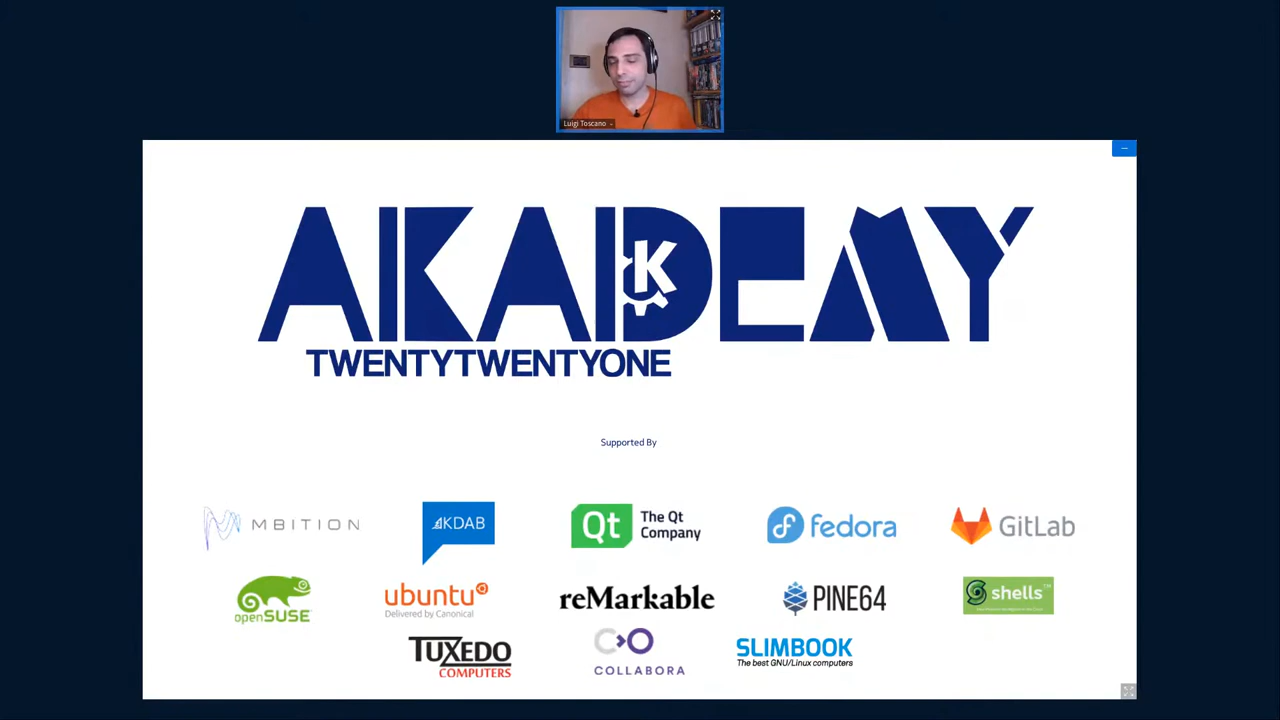 Luigi Toscano
AKADEMY
TWENTYTWENTYONE
Supported By
MBITION
KDAB
Qt The Qt Company
fedora
GitLab
openSUSE
ubuntu
Delivered by Canonical
reMarkable
PINE64
shells™
TUXEDO
COMPUTERS
COLLABORA
SLIMBOOK
The best GNU/Linux computers